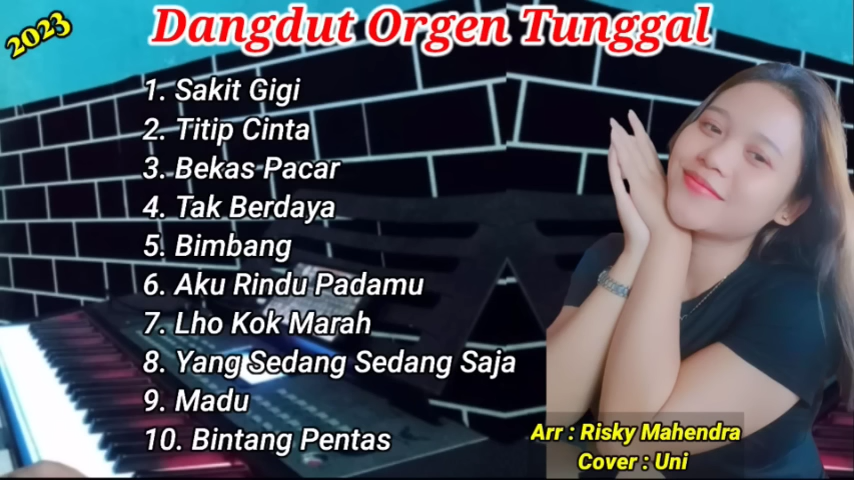 2023
Dangdut Orgen Tunggal
1. Sakit Gigi
2. Titip Cinta
3. Bekas Pacar
4. Tak Berdaya
5. Bimbang
6. Aku Rindu Padamu
7. Lho Kok Marah
8. Yang Sedang Sedang Saja
9. Madu
10. Bintang Pentas
Arr : Risky Mahendra
Cover : Uni